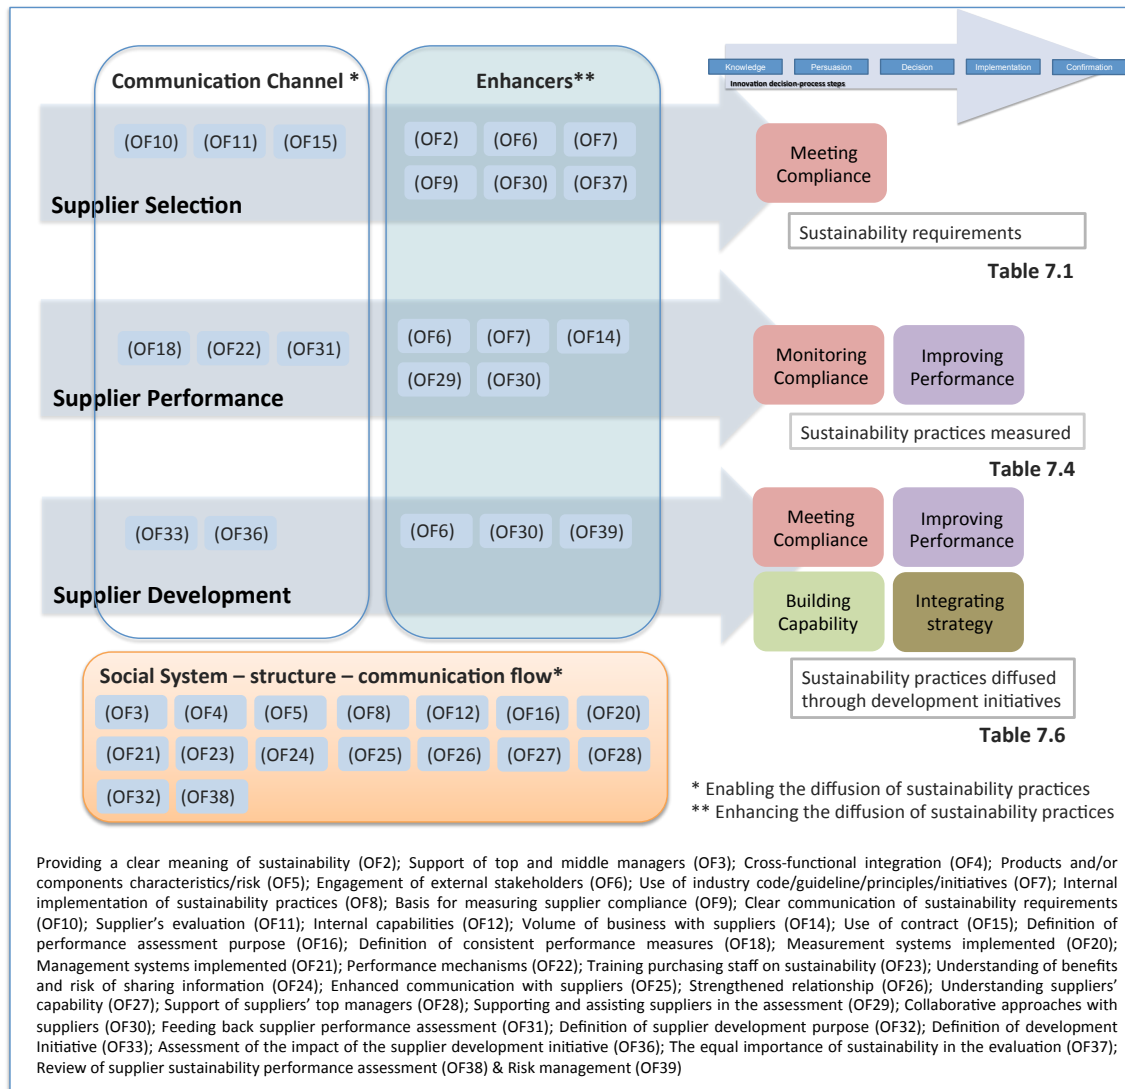 Communication Channel *
Enhancers**
Knowledge
Persuasion
Decision
Implementation
Confirmation
Innovation decision-process steps
(OF10) (OF11) (OF15)
(OF2) (OF6) (OF7)
(OF9) (OF30) (OF37)
Supplier Selection
Meeting
Compliance
Sustainability requirements
Table 7.1
(OF18) (OF22) (OF31)
(OF6) (OF7) (OF14)
(OF29) (OF30)
Supplier Performance
Monitoring
Compliance
Improving
Performance
Sustainability practices measured
Table 7.4
(OF33) (OF36)
(OF6) (OF30) (OF39)
Supplier Development
Meeting
Compliance
Improving
Performance
Building
Capability
Integrating
strategy
Sustainability practices diffused
through development initiatives
Table 7.6
Social System – structure – communication flow*
(OF3) (OF4) (OF5) (OF8) (OF12) (OF16) (OF20)
(OF21) (OF23) (OF24) (OF25) (OF26) (OF27) (OF28)
(OF32) (OF38)
* Enabling the diffusion of sustainability practices
** Enhancing the diffusion of sustainability practices
Providing a clear meaning of sustainability (OF2); Support of top and middle managers (OF3); Cross-functional integration (OF4); Products and/or
components characteristics/risk (OF5); Engagement of external stakeholders (OF6); Use of industry code/guideline/principles/initiatives (OF7); Internal
implementation of sustainability practices (OF8); Basis for measuring supplier compliance (OF9); Clear communication of sustainability requirements
(OF10); Supplier's evaluation (OF11); Internal capabilities (OF12); Volume of business with suppliers (OF14); Use of contract (OF15); Definition of
performance assessment purpose (OF16); Definition of consistent performance measures (OF18); Measurement systems implemented (OF20);
Management systems implemented (OF21); Performance mechanisms (OF22); Training purchasing staff on sustainability (OF23); Understanding of benefits
and risk of sharing information (OF24); Enhanced communication with suppliers (OF25); Strengthened relationship (OF26); Understanding suppliers'
capability (OF27); Support of suppliers' top managers (OF28); Supporting and assisting suppliers in the assessment (OF29); Collaborative approaches with
suppliers (OF30); Feeding back supplier performance assessment (OF31); Definition of supplier development purpose (OF32); Definition of development
Initiative (OF33); Assessment of the impact of the supplier development initiative (OF36); The equal importance of sustainability in the evaluation (OF37);
Review of supplier sustainability performance assessment (OF38) & Risk management (OF39)